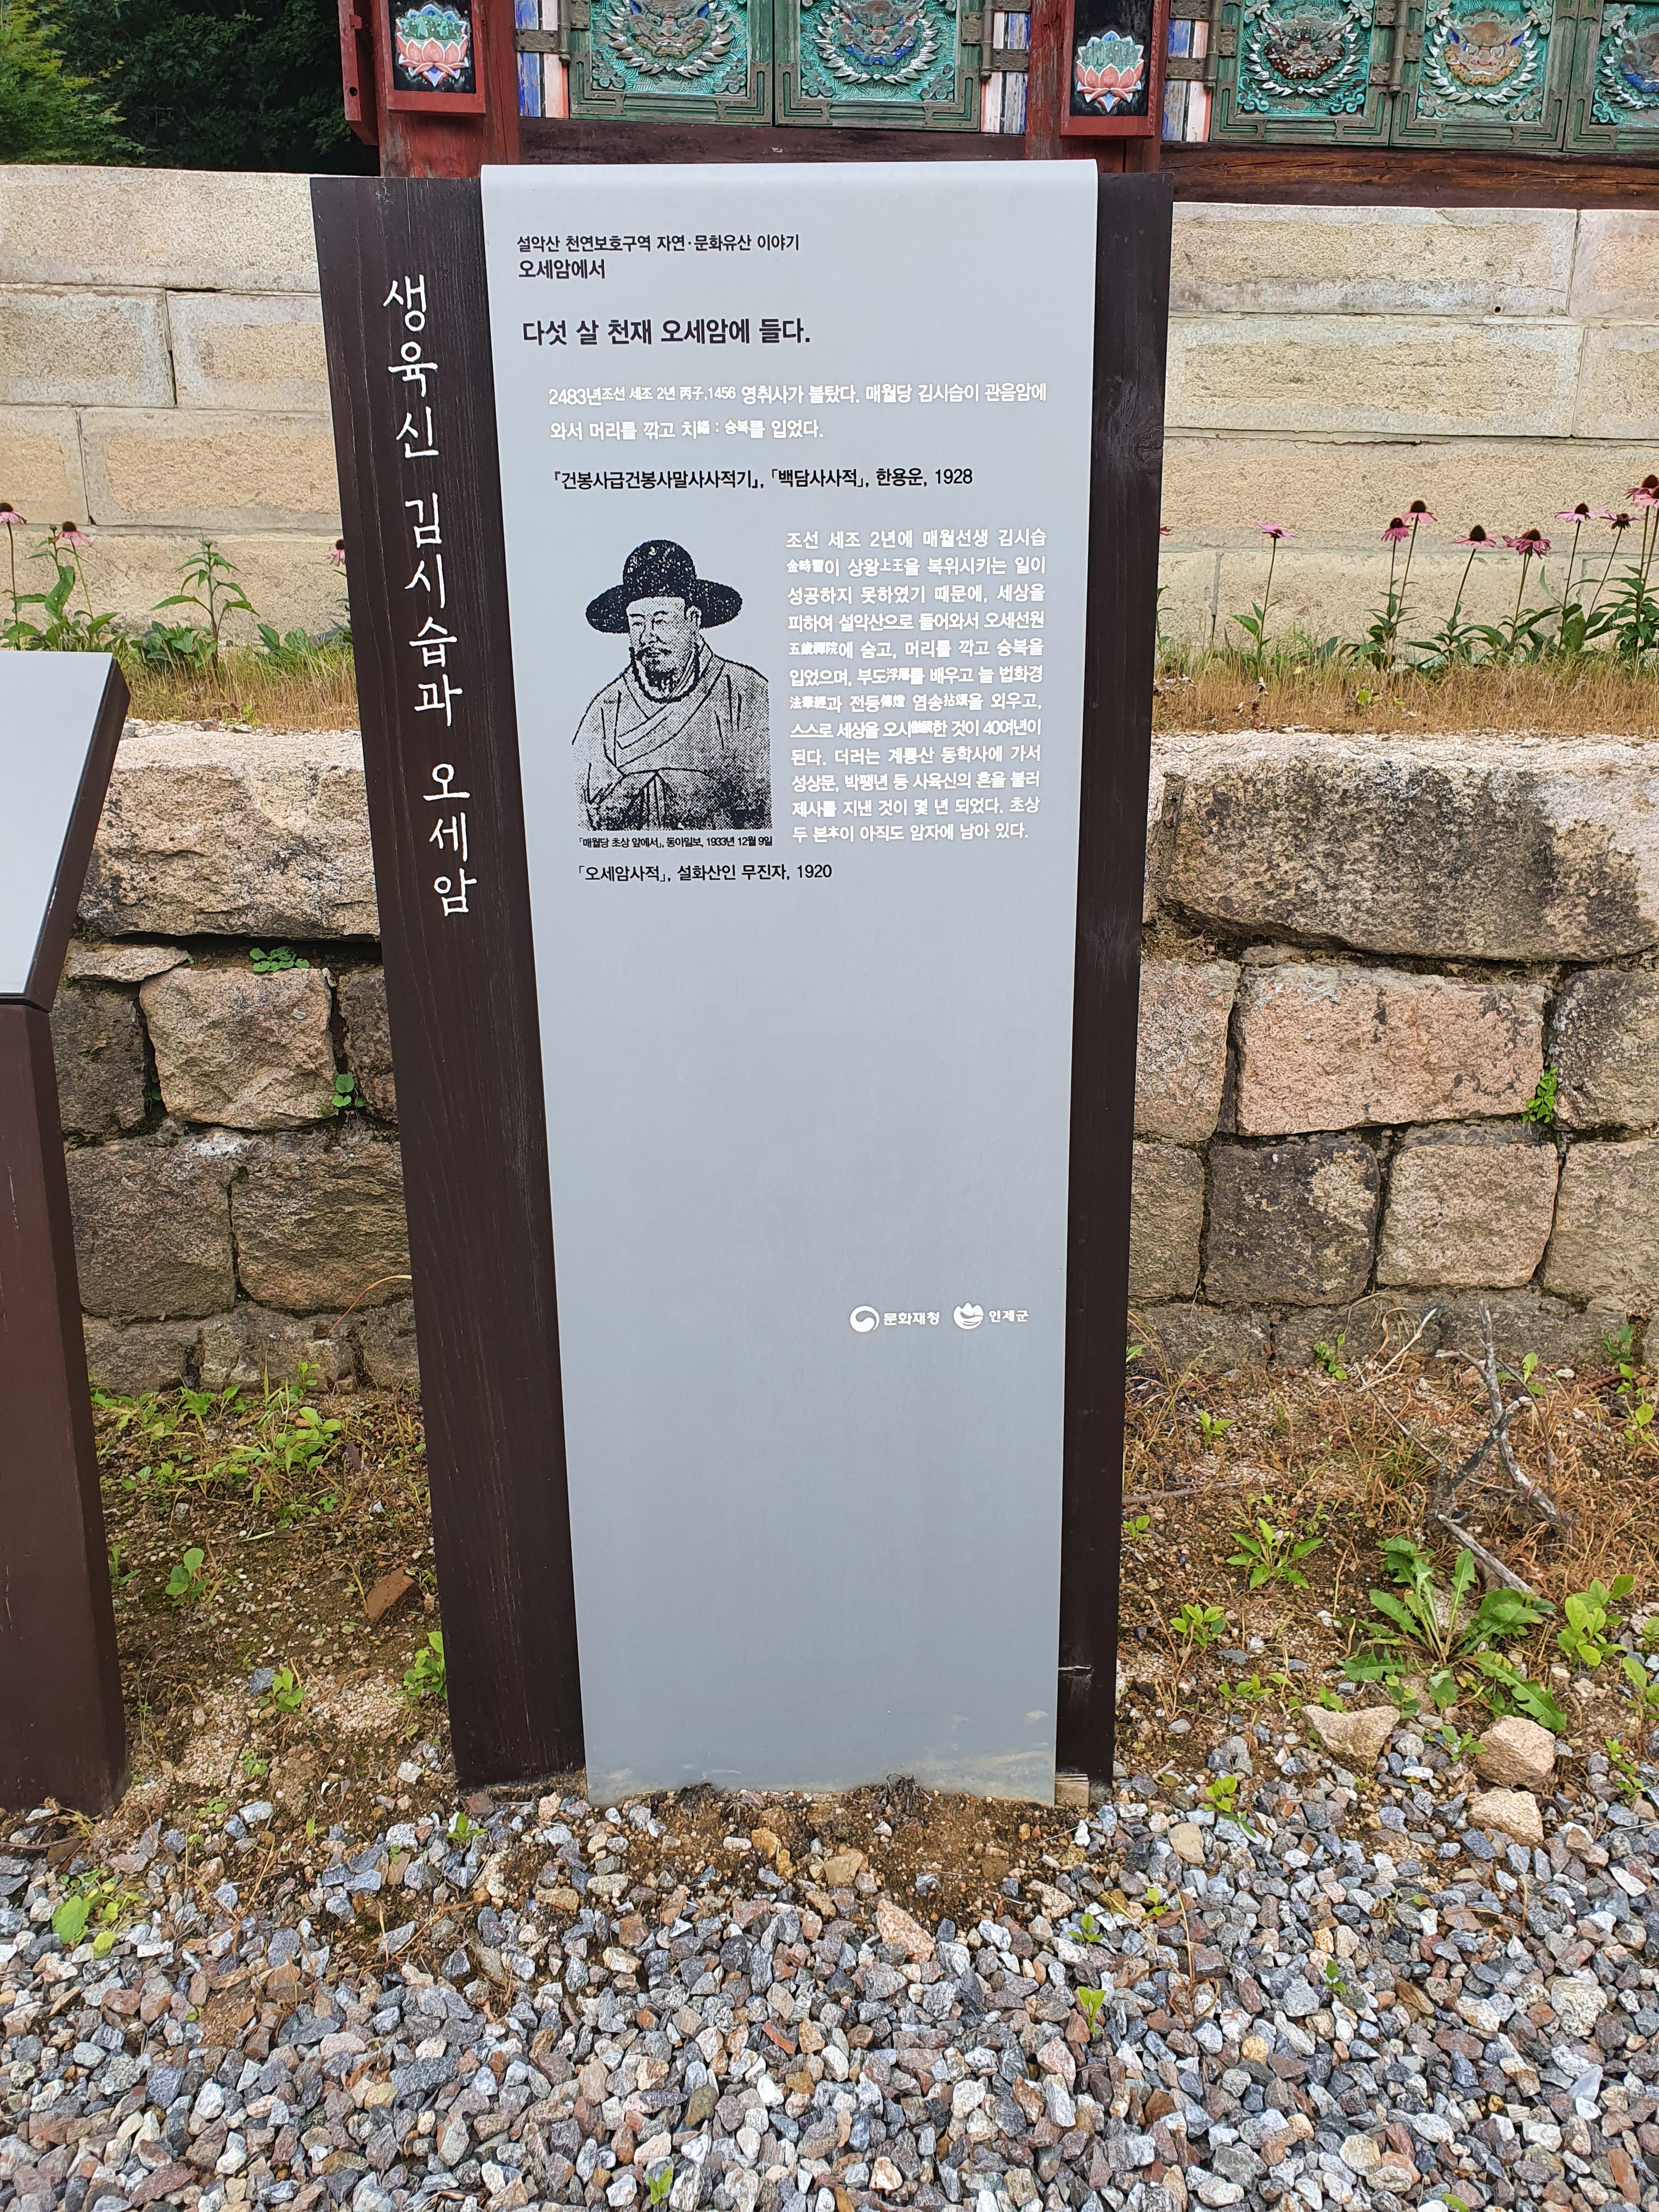 생육신 김시습과 오세암
설악산 천연보호구역 자연·문화유산 이야기
오세암에서
다섯 살 천재 오세암에 들다.
2483년조선 세조 2년 丙子,1456 영취사가 불탔다. 매월당 김시습이 관음암에
와서 머리를 깎고 치緇 : 승복를 입었다.
『건봉사급건봉사말사사적기』, 「백담사사적」, 한용운, 1928
조선 세조 2년에 매월선생 김시습
金時習이 상왕上王을 복위시키는 일이
성공하지 못하였기 때문에, 세상을
피하여 설악산으로 들어와서 오세선원
五歲禪院에 숨고, 머리를 깎고 승복을
입었으며, 부도浮屠를 배우고 늘 법화경
法華經과 전등傳燈 염송拈頌을 외우고,
스스로 세상을 오시한 것이 40여년이
된다. 더러는 계룡산 동학사에 가서
성삼문, 박팽년 등 사육신의 혼을 불러
제사를 지낸 것이 몇 년 되었다. 초상
두 본本이 아직도 암자에 남아 있다.
「매월당 초상 앞에서」, 동아일보, 1933년 12월 9일
「오세암사적」, 설화산인 무진자, 1920
문화재청 인제군